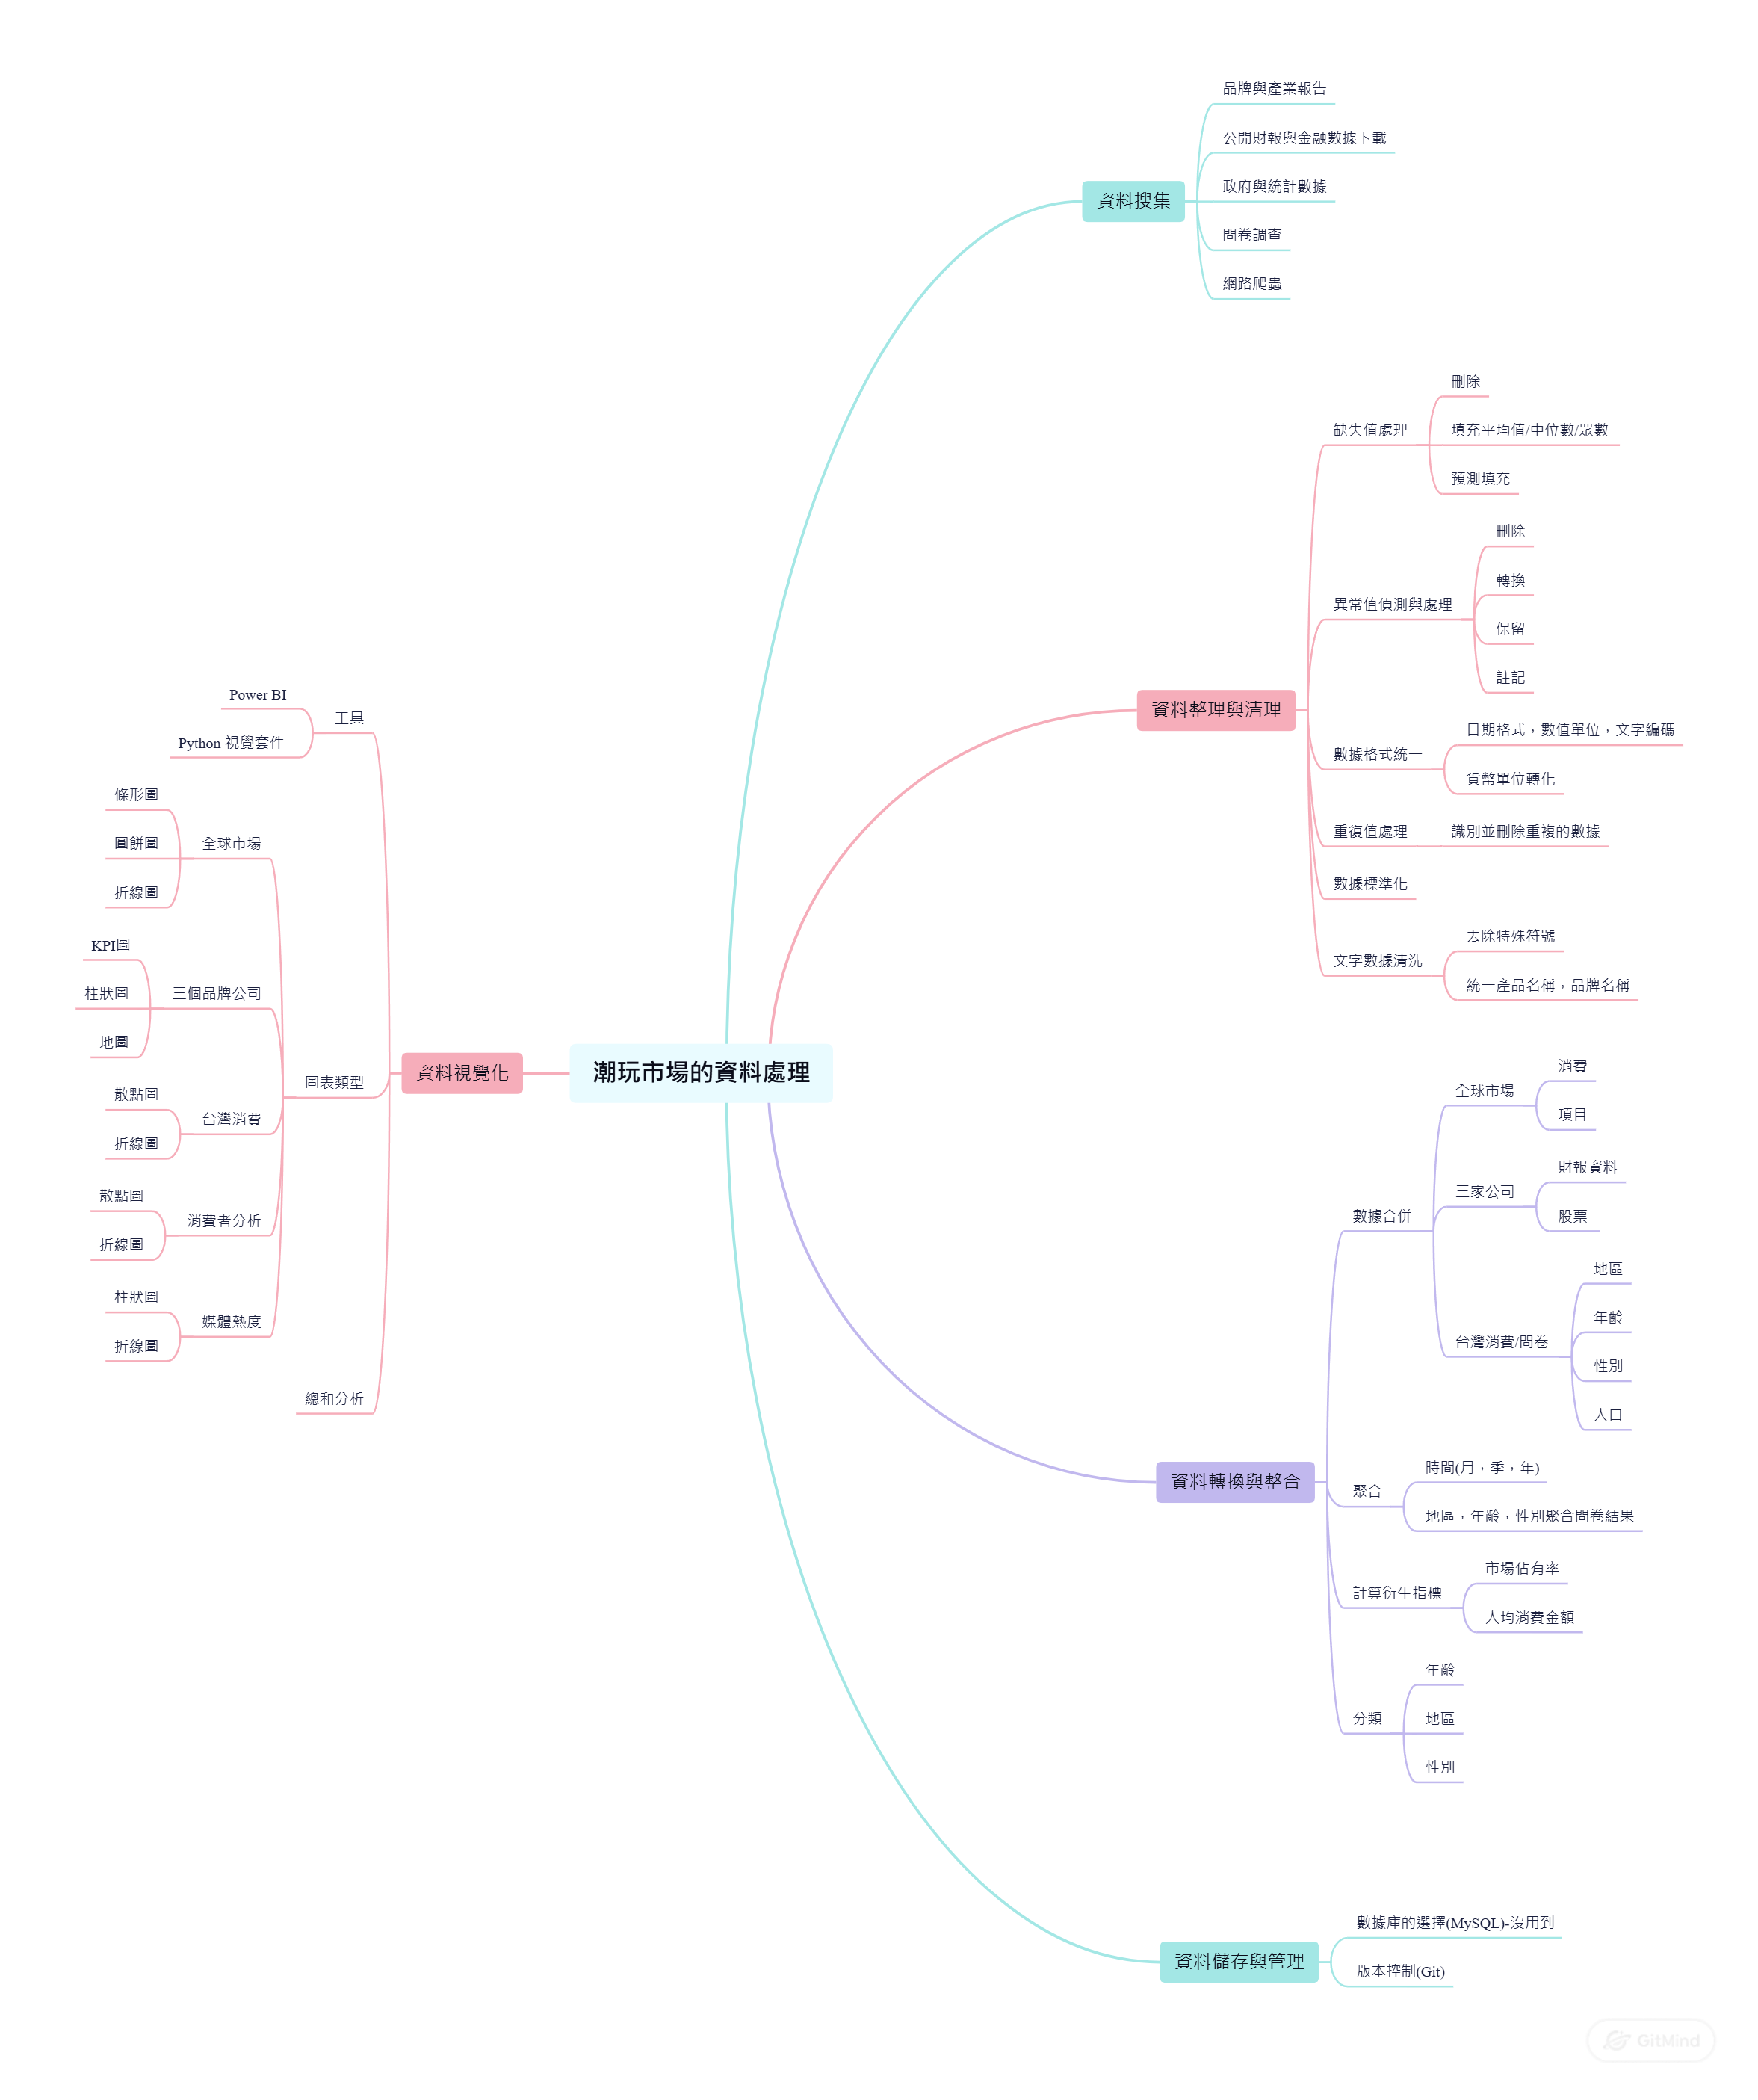 潮玩市場的資料處理
資料搜集
品牌與產業報告
公開財報與金融數據下載
政府與統計數據
問卷調查
網路爬蟲
資料整理與清理
缺失值處理
刪除
填充平均值/中位數/眾數
預測填充
異常值偵測與處理
刪除
轉換
保留
註記
數據格式統一
日期格式，數值單位，文字編碼
貨幣單位轉化
重復值處理
識別並刪除重複的數據
數據標準化
文字數據清洗
去除特殊符號
統一產品名稱，品牌名稱
資料轉換與整合
數據合併
全球市場
消費
項目
三家公司
財報資料
股票
台灣消費/問卷
地區
年齡
性別
人口
聚合
時間(月，季，年)
地區，年齡，性別聚合問卷結果
計算衍生指標
市場佔有率
人均消費金額
分類
年齡
地區
性別
資料儲存與管理
數據庫的選擇(MySQL)-沒用到
版本控制(Git)
資料視覺化
工具
Power BI
Python 視覺套件
圖表類型
全球市場
條形圖
圓餅圖
折線圖
三個品牌公司
KPI圖
柱狀圖
地圖
台灣消費
散點圖
折線圖
消費者分析
散點圖
折線圖
媒體熱度
柱狀圖
折線圖
總和分析
GitMind